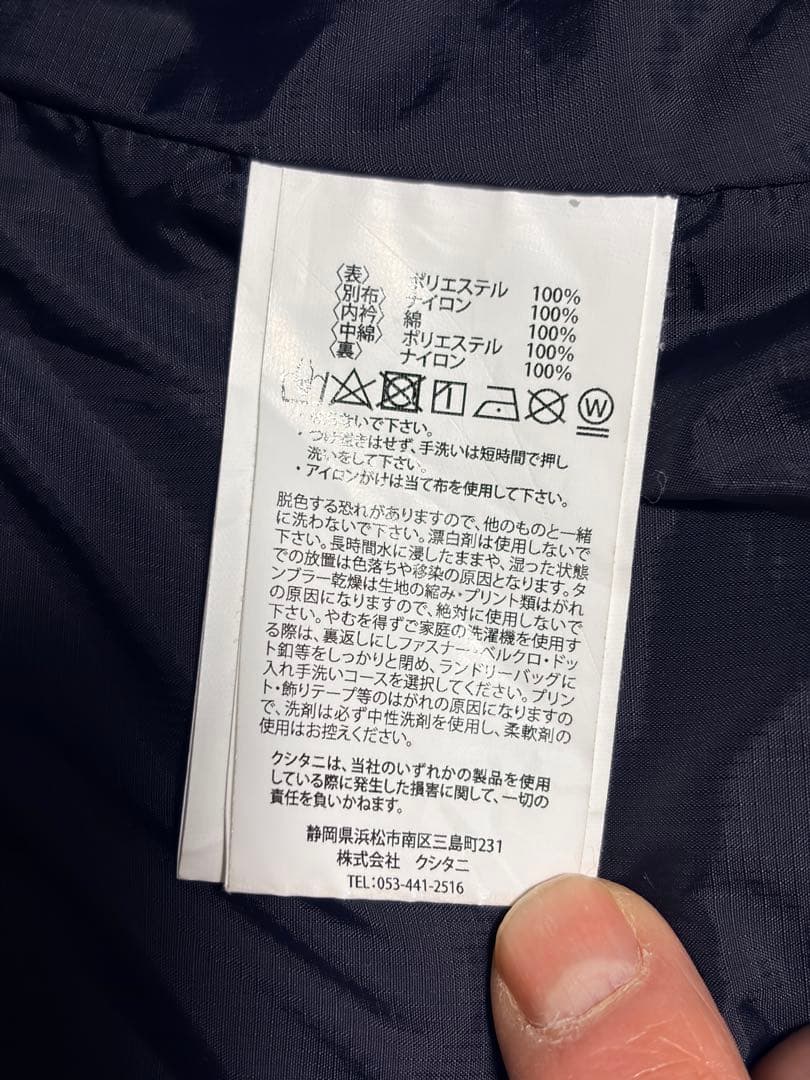 〈表〉 ポリエステル 100%
〈別布〉 ナイロン 100%
〈内衿〉 綿 100%
〈中綿〉 ポリエステル 100%
〈裏〉 ナイロン 100%
W
いで下さい。
・つけ置きはせず、手洗いは短時間で押し
洗いをして下さい。
・アイロンがけは当て布を使用して下さい。
脱色する恐れがありますので、他のものと一緒
に洗わないで下さい。漂白剤は使用しないで
下さい。長時間水に浸したままや、湿った状態
での放置は色落ちや移染の原因となります。タ
ンブラー乾燥は生地の縮み・プリント類はがれ
の原因になりますので、絶対に使用しないで
下さい。やむを得ずご家庭の洗濯機を使用す
る際は、裏返しにしファスナー・ベルクロ・ドッ
ト釦等をしっかりと閉め、ランドリーバッグに
入れ手洗いコースを選択してください。プリン
ト・飾りテープ等のはがれの原因になりますの
で、洗剤は必ず中性洗剤を使用し、柔軟剤の
使用はお控えください。
クシタニは、当社のいずれかの製品を使用
している際に発生した損害に関して、一切の
責任を負いかねます。
静岡県浜松市南区三島町231
株式会社 クシタニ
TEL:053-441-2516